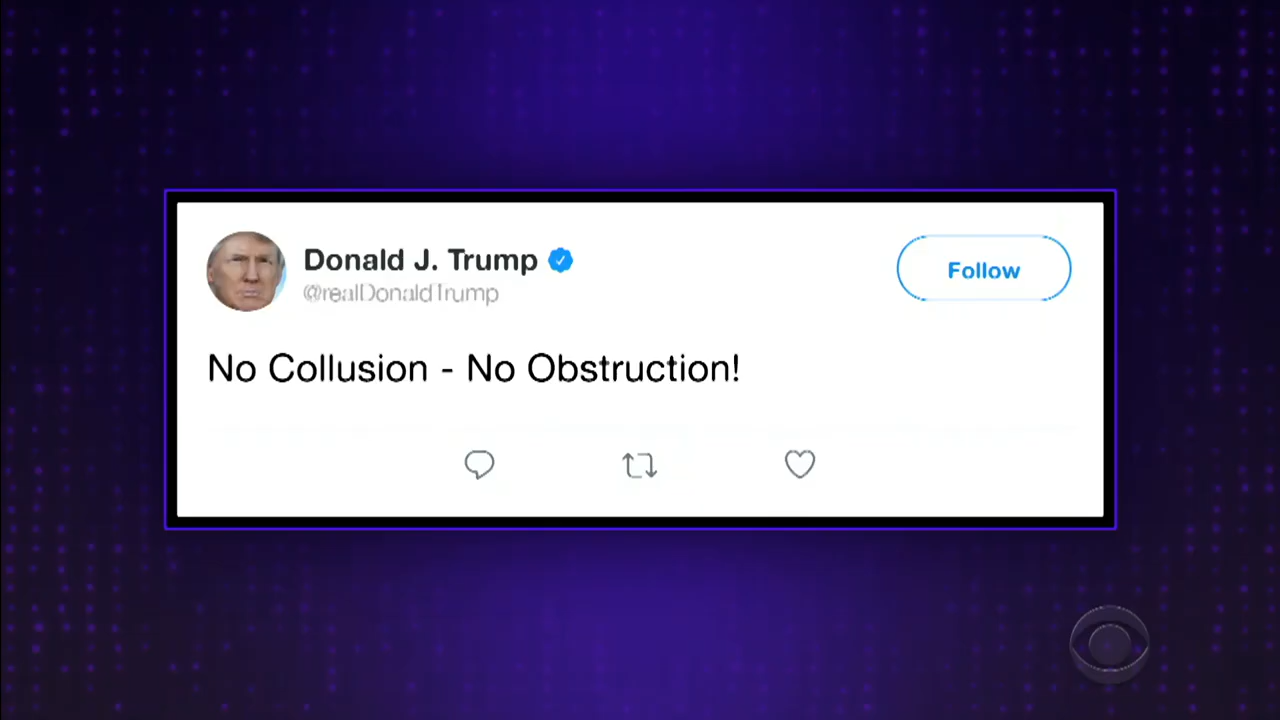 Donald J. Trump
@realDonaldTrump
Follow
No Collusion - No Obstruction!